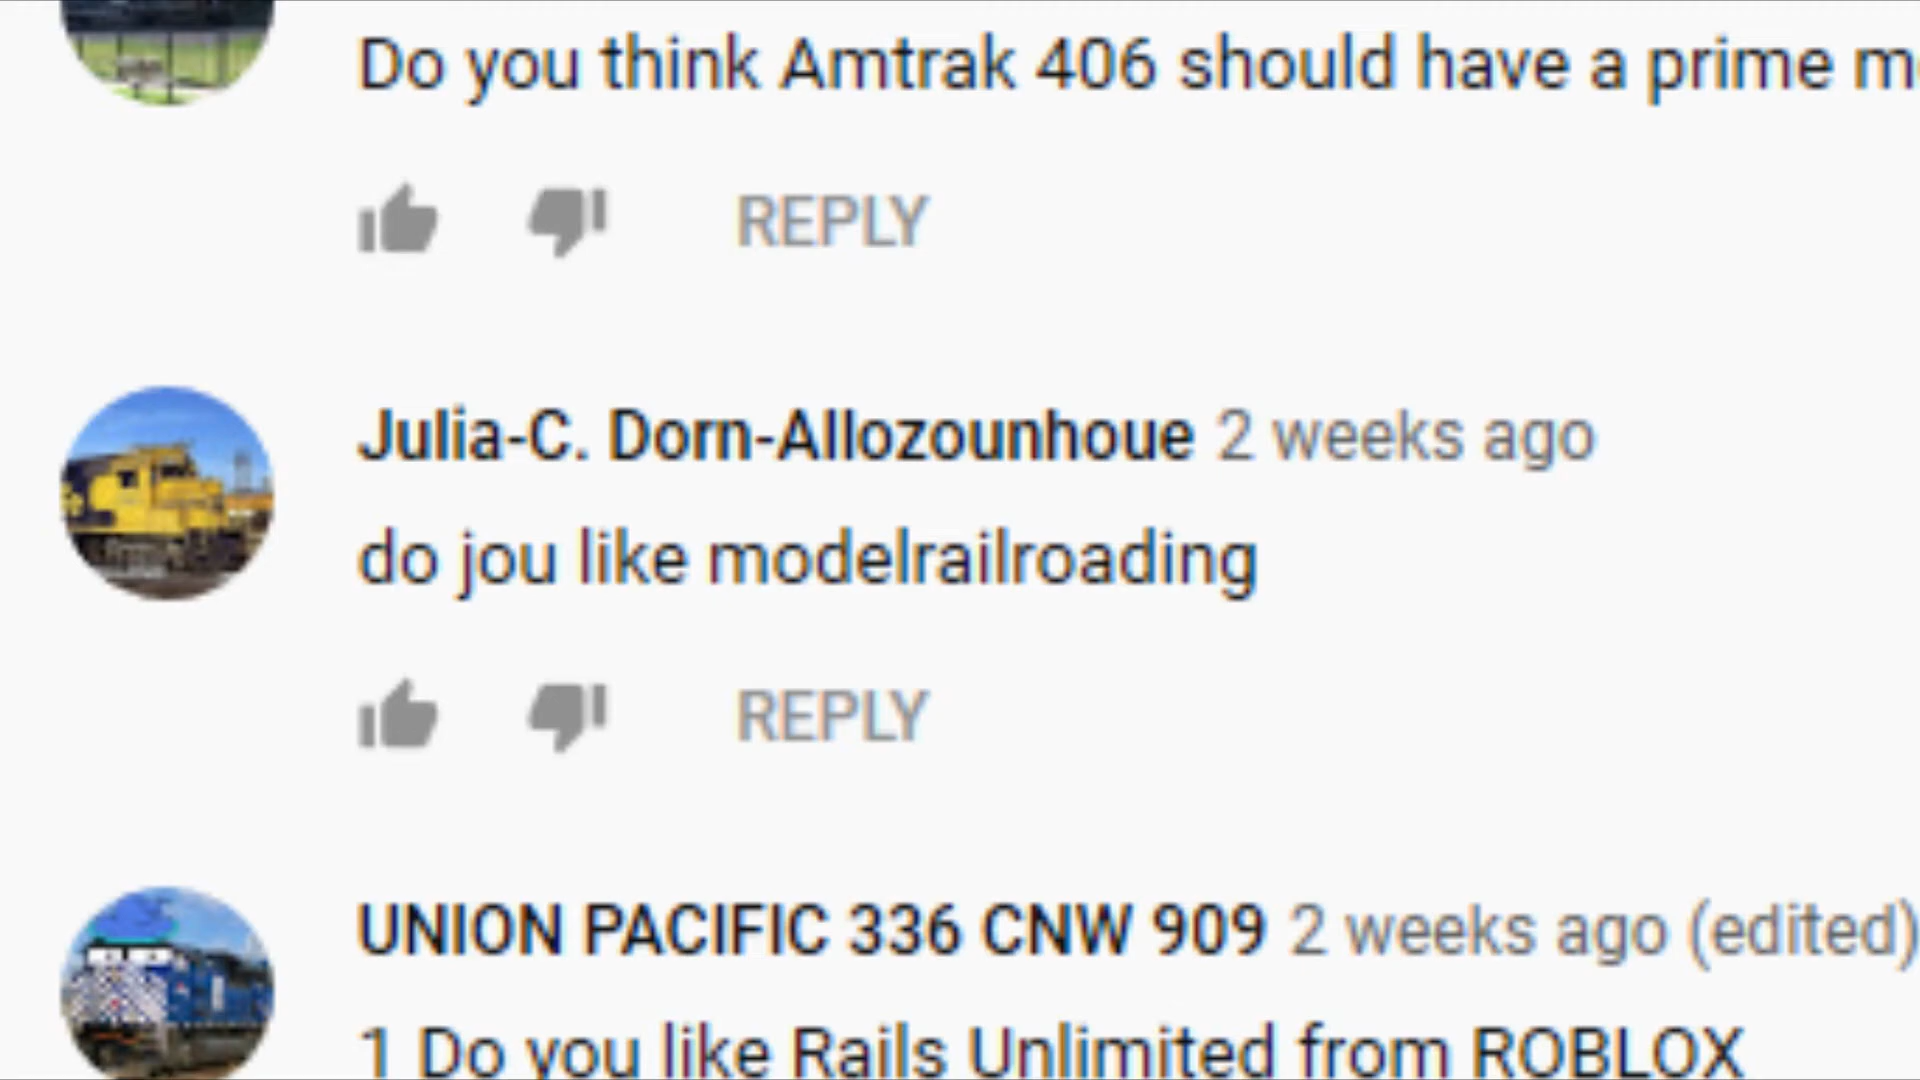 Do you think Amtrak 406 should have a prime
REPLY
Julia-C. Dorn-Allozounhoue 2 weeks ago
do jou like modelrailroading
REPLY
UNION PACIFIC 336 CNW 909 2 weeks ago (edited)
1 Do you like Rails Unlimited from ROBLOX